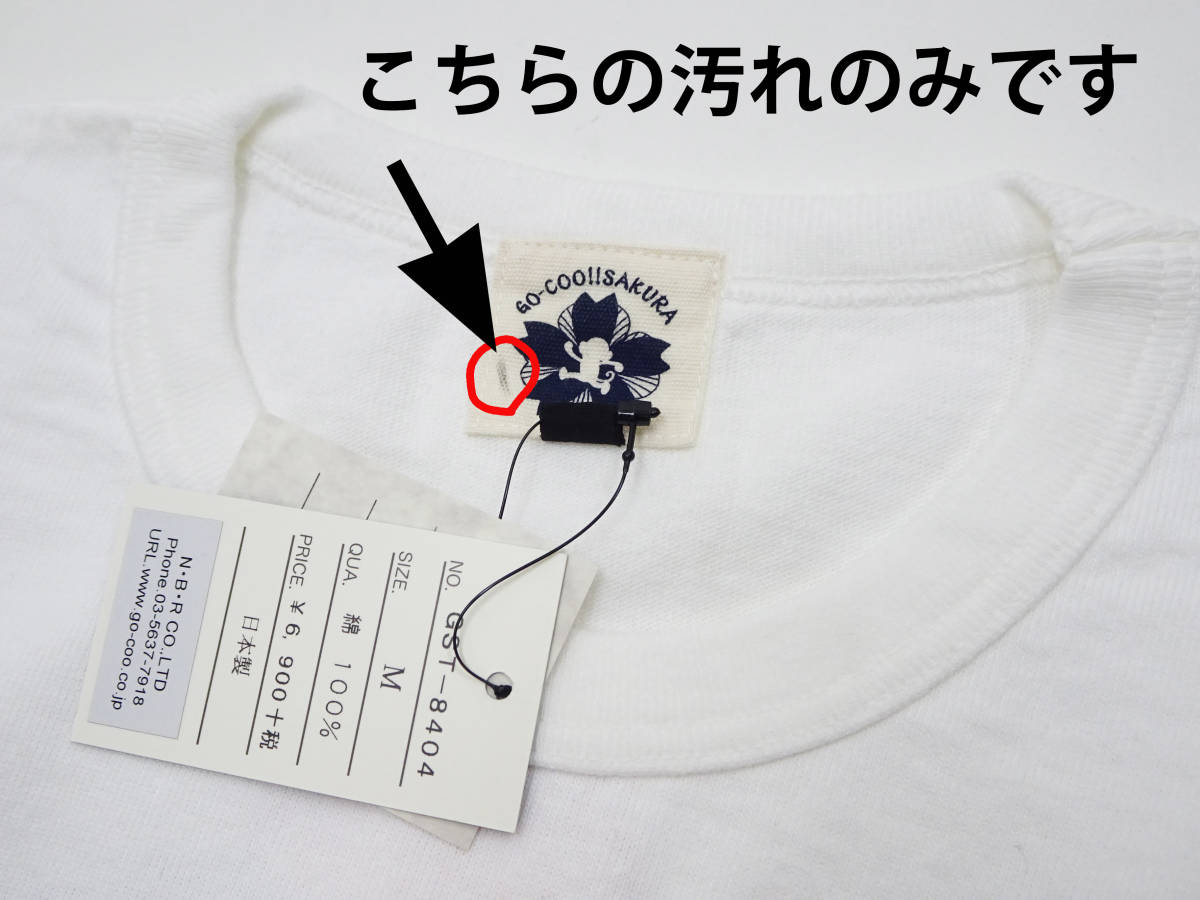 こちらの汚れのみです
GO-COO!!SAKURA
NO. GST-8404
SIZE. M
QUA. 綿 100%
PRICE. ¥6,900+税
日本製
N・B・R CO.,LTD
Phone.03-5637-7918
URL.www.go-coo.co.jp